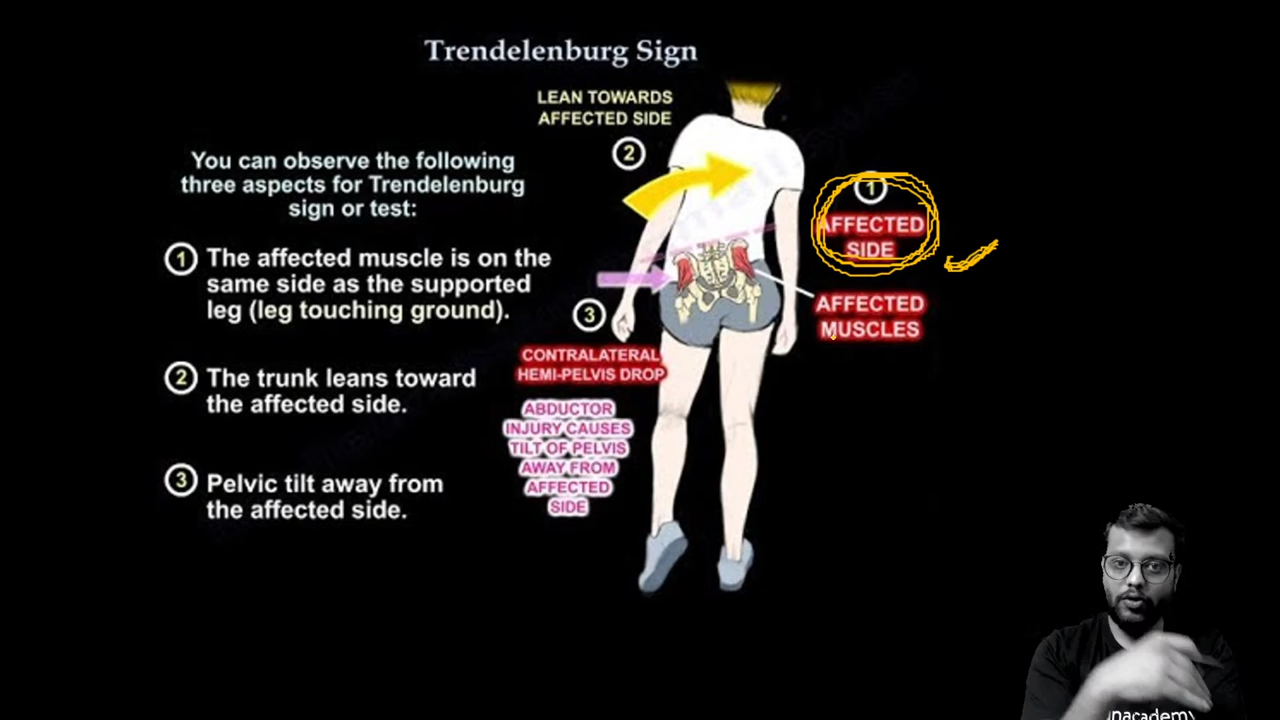 Trendelenburg Sign
LEAN TOWARDS
AFFECTED SIDE
2
You can observe the following
three aspects for Trendelenburg
sign or test:
1
The affected muscle is on the
same side as the supported
leg (leg touching ground).
2
The trunk leans toward
the affected side.
3
Pelvic tilt away from
the affected side.
1
AFFECTED
SIDE
AFFECTED
MUSCLES
3
CONTRALATERAL
HEMI-PELVIS DROP
ABDUCTOR
INJURY CAUSES
TILT OF PELVIS
AWAY FROM
AFFECTED
SIDE
unacademy